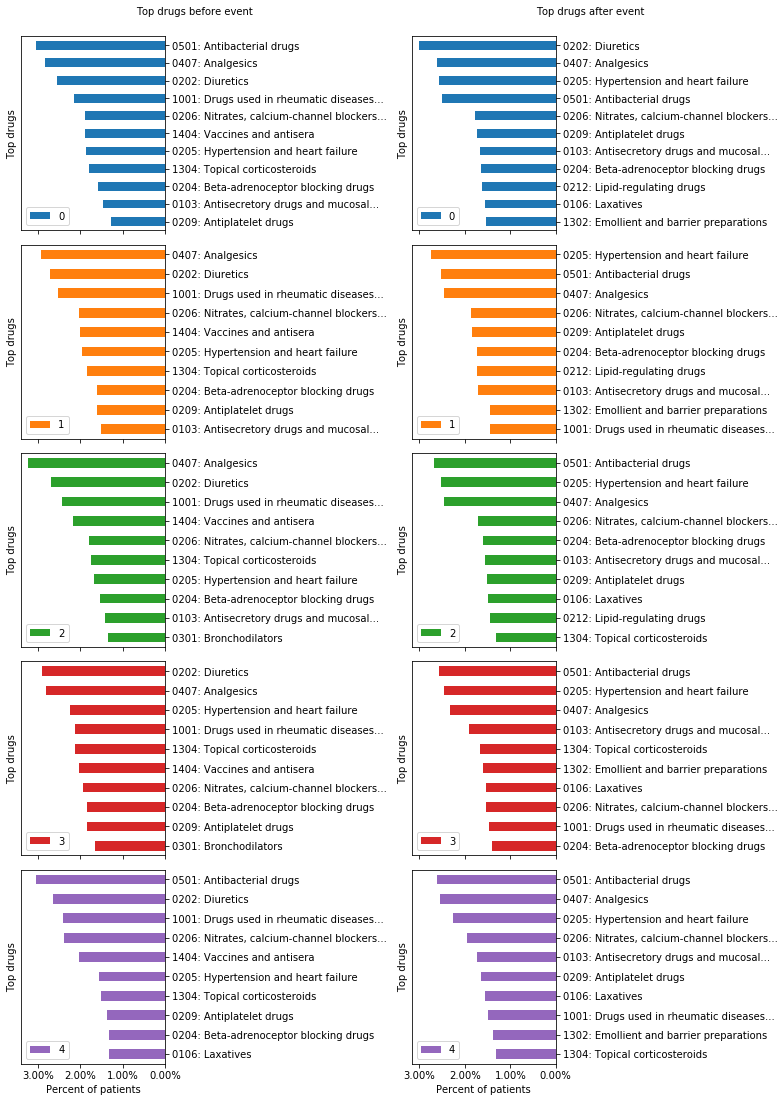 Top drugs before event
Top drugs
0501: Antibacterial drugs
0407: Analgesics
0202: Diuretics
1001: Drugs used in rheumatic diseases...
0206: Nitrates, calcium-channel blockers...
1404: Vaccines and antisera
0205: Hypertension and heart failure
1304: Topical corticosteroids
0204: Beta-adrenoceptor blocking drugs
0103: Antisecretory drugs and mucosal...
0209: Antiplatelet drugs
0
Top drugs after event
Top drugs
0202: Diuretics
0407: Analgesics
0205: Hypertension and heart failure
0501: Antibacterial drugs
0206: Nitrates, calcium-channel blockers...
0209: Antiplatelet drugs
0103: Antisecretory drugs and mucosal...
0204: Beta-adrenoceptor blocking drugs
0212: Lipid-regulating drugs
0106: Laxatives
1302: Emollient and barrier preparations
0
Top drugs
0407: Analgesics
0202: Diuretics
1001: Drugs used in rheumatic diseases...
0206: Nitrates, calcium-channel blockers...
1404: Vaccines and antisera
0205: Hypertension and heart failure
1304: Topical corticosteroids
0204: Beta-adrenoceptor blocking drugs
0209: Antiplatelet drugs
0103: Antisecretory drugs and mucosal...
1
Top drugs
0205: Hypertension and heart failure
0501: Antibacterial drugs
0407: Analgesics
0206: Nitrates, calcium-channel blockers...
0209: Antiplatelet drugs
0204: Beta-adrenoceptor blocking drugs
0212: Lipid-regulating drugs
0103: Antisecretory drugs and mucosal...
1302: Emollient and barrier preparations
1001: Drugs used in rheumatic diseases...
1
Top drugs
0407: Analgesics
0202: Diuretics
1001: Drugs used in rheumatic diseases...
1404: Vaccines and antisera
0206: Nitrates, calcium-channel blockers...
1304: Topical corticosteroids
0205: Hypertension and heart failure
0204: Beta-adrenoceptor blocking drugs
0103: Antisecretory drugs and mucosal...
0301: Bronchodilators
2
Top drugs
0501: Antibacterial drugs
0205: Hypertension and heart failure
0407: Analgesics
0206: Nitrates, calcium-channel blockers...
0204: Beta-adrenoceptor blocking drugs
0103: Antisecretory drugs and mucosal...
0209: Antiplatelet drugs
0106: Laxatives
0212: Lipid-regulating drugs
1304: Topical corticosteroids
2
Top drugs
0202: Diuretics
0407: Analgesics
0205: Hypertension and heart failure
1001: Drugs used in rheumatic diseases...
1304: Topical corticosteroids
1404: Vaccines and antisera
0206: Nitrates, calcium-channel blockers...
0204: Beta-adrenoceptor blocking drugs
0209: Antiplatelet drugs
0301: Bronchodilators
3
Top drugs
0501: Antibacterial drugs
0205: Hypertension and heart failure
0407: Analgesics
0103: Antisecretory drugs and mucosal...
1304: Topical corticosteroids
1302: Emollient and barrier preparations
0106: Laxatives
0206: Nitrates, calcium-channel blockers...
1001: Drugs used in rheumatic diseases...
0204: Beta-adrenoceptor blocking drugs
3
Top drugs
0501: Antibacterial drugs
0202: Diuretics
1001: Drugs used in rheumatic diseases...
0206: Nitrates, calcium-channel blockers...
1404: Vaccines and antisera
0205: Hypertension and heart failure
1304: Topical corticosteroids
0209: Antiplatelet drugs
0204: Beta-adrenoceptor blocking drugs
0106: Laxatives
4
3.00% 2.00% 1.00% 0.00%
Percent of patients
Top drugs
0501: Antibacterial drugs
0407: Analgesics
0205: Hypertension and heart failure
0206: Nitrates, calcium-channel blockers...
0103: Antisecretory drugs and mucosal...
0209: Antiplatelet drugs
0106: Laxatives
1001: Drugs used in rheumatic diseases...
1302: Emollient and barrier preparations
1304: Topical corticosteroids
4
3.00% 2.00% 1.00% 0.00%
Percent of patients